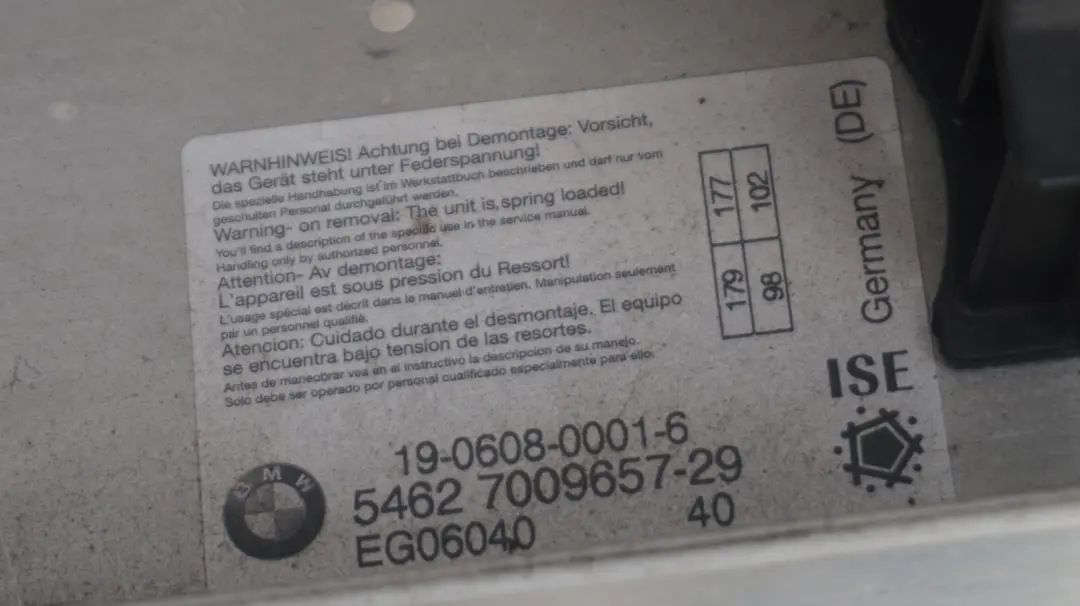 WARNHINWEIS! Achtung bei Demontage: Vorsicht,
das Gerät steht unter Federspannung!
Die spezielle Handhabung ist im Werkstattbuch beschrieben und darf nur vom
geschulten Personal durchgeführt werden.
Warning- on removal: The unit is spring loaded!
You'll find a description of the specific use in the service manual.
Handling only by authorized personnel.
Attention- Av demontage:
L'appareil est sous pression du Ressort!
L'usage spécial est décrit dans le manuel d'entretien. Manipulation seulement
par un personnel qualifié.
Atencion: Cuidado durante el desmontaje. El equipo
se encuentra bajo tension de las resortes.
Antes de maneobrar vea en el instructivo la descripcion de su manejo.
Solo debe ser operado por personal cualificado especialmente para ello.
179 177
98 102
Germany (DE)
ISE
BMW
19-0608-0001-6
5462 7009657-29
EG06040 40